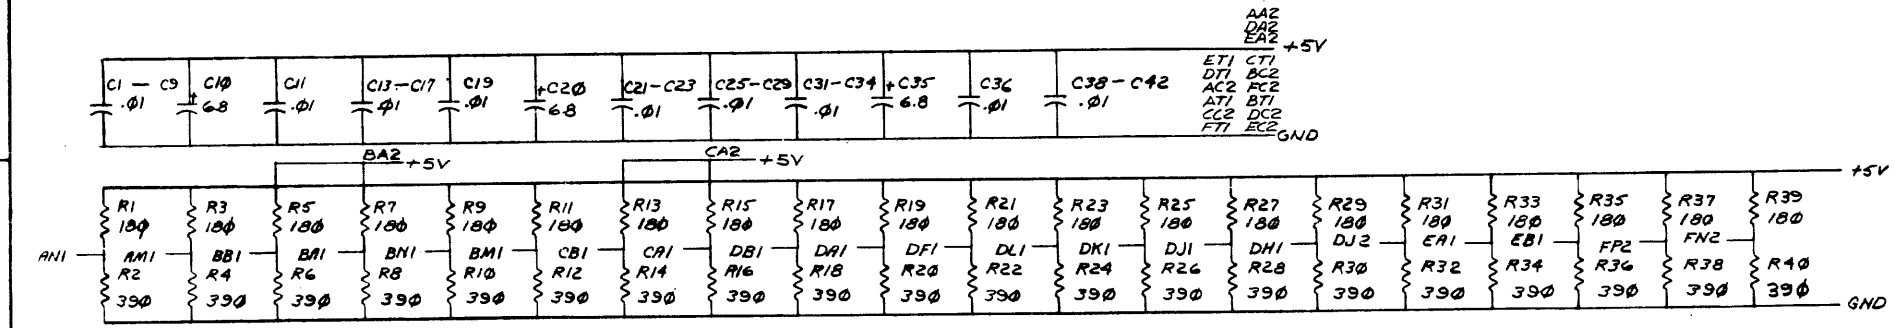 AA2
DA2
EA2 +5V
C1 - C9 C1Ø C11 C13-C17 C19 +C2Ø C21-C23 C25-C29 C31-C34 +C35 C36 C38 - C42
.Ø1 + 6.8 .Ø1 .Ø1 .Ø1 6.8 .Ø1 .Ø1 .Ø1 6.8 .Ø1 .Ø1
ET1 CT1
DT1 BC2
AC2 FC2
AT1 BT1
CC2 DC2
FT1 EC2 GND
BA2 +5V CA2 +5V
+5V
R1 R3 R5 R7 R9 R11 R13 R15 R17 R19 R21 R23 R25 R27 R29 R31 R33 R35 R37 R39
18Ø 18Ø 18Ø 18Ø 18Ø 18Ø 18Ø 18Ø 18Ø 18Ø 18Ø 18Ø 18Ø 18Ø 18Ø 18Ø 18Ø 18Ø 18Ø 18Ø
AN1 AM1 BB1 BA1 BN1 BM1 CB1 CA1 DB1 DA1 DF1 DL1 DK1 DJ1 DH1 DJ2 EA1 EB1 FP2 FN2
R2 R4 R6 R8 R1Ø R12 R14 R16 R18 R2Ø R22 R24 R26 R28 R3Ø R32 R34 R36 R38 R4Ø
39Ø 39Ø 39Ø 39Ø 39Ø 39Ø 39Ø 39Ø 39Ø 39Ø 39Ø 39Ø 39Ø 39Ø 39Ø 39Ø 39Ø 39Ø 39Ø 39Ø
GND